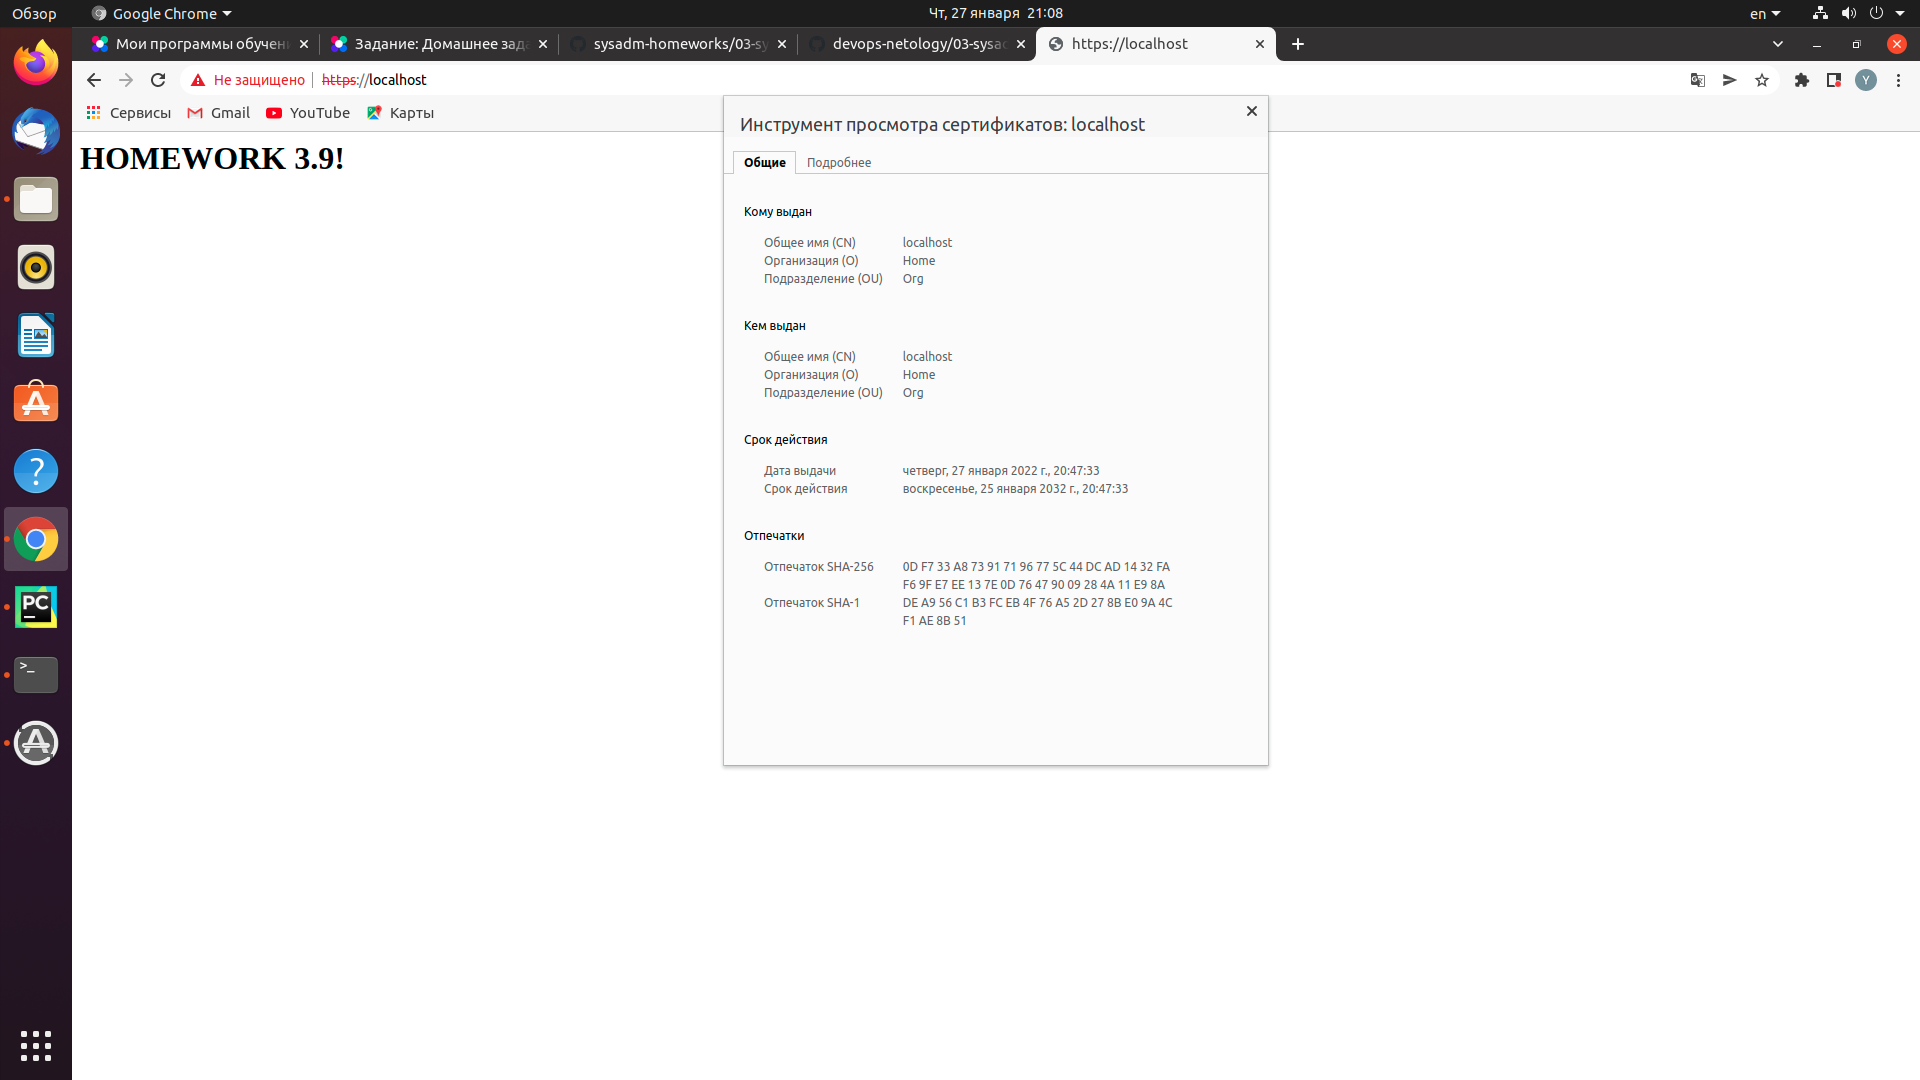 Обзор
Google Chrome
Чт, 27 января 21:08
en
Мои программы обучен
Задание: Домашнее зад
sysadm-homeworks/03-sy
devops-netology/03-sysad
https://localhost
Не защищено
https://localhost
Y
Сервисы
Gmail
YouTube
Карты
HOMEWORK 3.9!
Инструмент просмотра сертификатов: localhost
Общие
Подробнее
Кому выдан
Общее имя (CN) localhost
Организация (O) Home
Подразделение (OU) Org
Кем выдан
Общее имя (CN) localhost
Организация (O) Home
Подразделение (OU) Org
Срок действия
Дата выдачи четверг, 27 января 2022 г., 20:47:33
Срок действия воскресенье, 25 января 2032 г., 20:47:33
Отпечатки
Отпечаток SHA-256 0D F7 33 A8 73 91 71 96 77 5C 44 DC AD 14 32 FA
F6 9F E7 EE 13 7E 0D 76 47 90 09 28 4A 11 E9 8A
Отпечаток SHA-1 DE A9 56 C1 B3 FC EB 4F 76 A5 2D 27 8B E0 9A 4C
F1 AE 8B 51
PC
>_